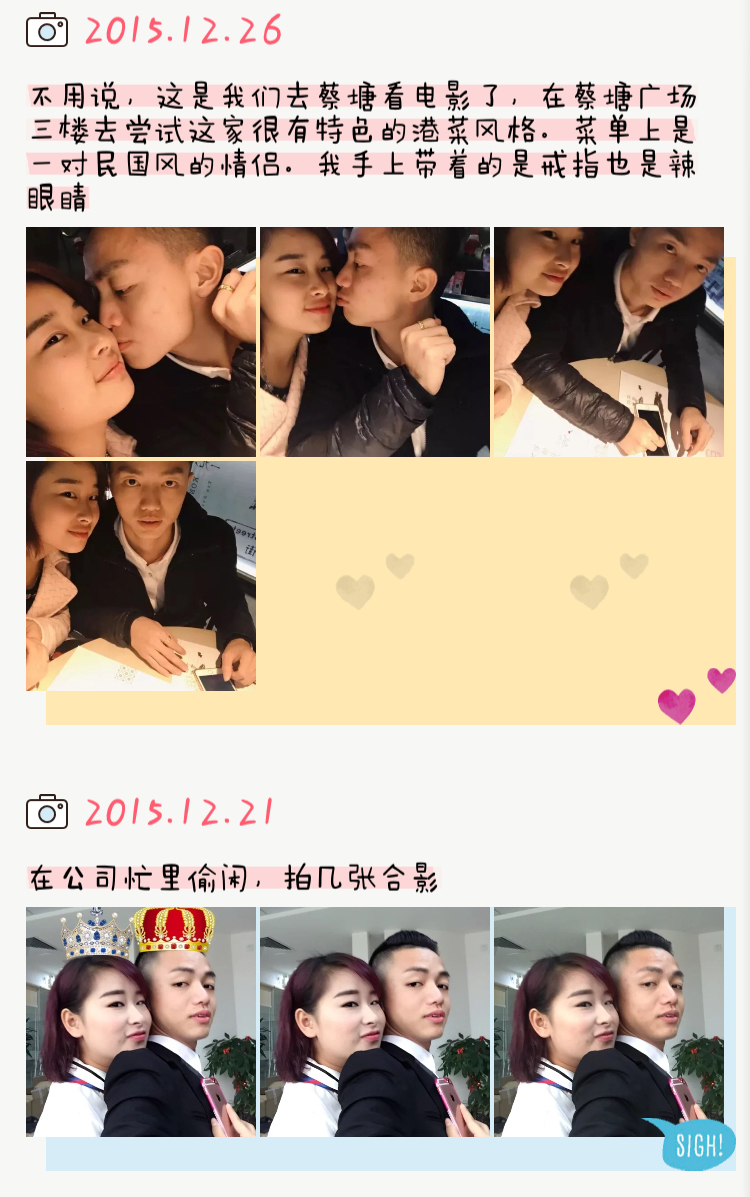 2015.12.26
不用说，这是我们去蔡塘看电影了，在蔡塘广场
三楼去尝试这家很有特色的港菜风格。菜单上是
一对民国风的情侣。我手上带着的是戒指也是辣
眼睛
2015.12.21
在公司忙里偷闲，拍几张合影
SIGH!